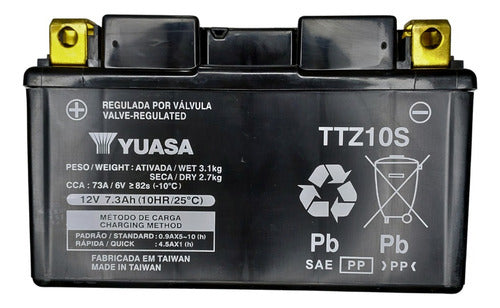 REGULADA POR VÁLVULA
VALVE-REGULATED
YUASA
PESO / WEIGHT : ATIVADA / WET 3.1kg
SECA / DRY 2.7kg
CCA : 73A / 6V ≥ 82s (-10°C)
12V 7.3Ah (10HR/25°C)
MÉTODO DE CARGA
CHARGING METHOD
PADRÃO / STANDARD : 0.9AX5~10 (h)
RÁPIDA / QUICK : 4.5AX1 (h)
FABRICADA EM TAIWAN
MADE IN TAIWAN
TTZ10S
Pb Pb
SAE PP >PP<